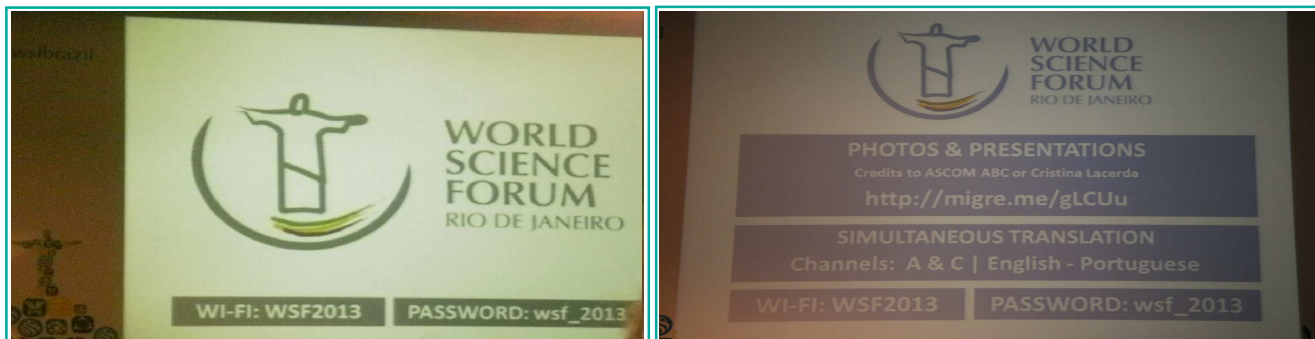 wsfbrazil
WORLD
SCIENCE
FORUM
RIO DE JANEIRO
WI-FI: WSF2013
PASSWORD: wsf_2013
WORLD
SCIENCE
FORUM
RIO DE JANEIRO
PHOTOS & PRESENTATIONS
Credits to ASCOM ABC or Cristina Lacerda
http://migre.me/gLCUu
SIMULTANEOUS TRANSLATION
Channels: A & C | English - Portuguese
WI-FI: WSF2013
PASSWORD: wsf_2013